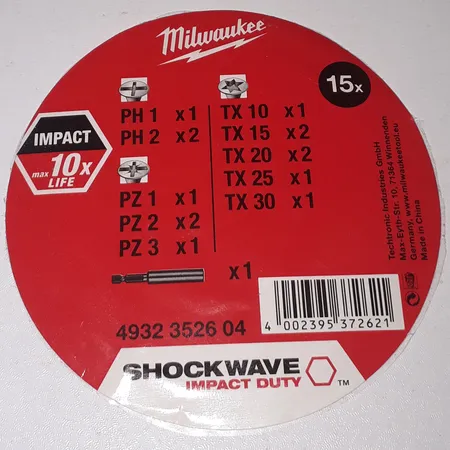 Milwaukee
15x
IMPACT
max 10x
LIFE
PH 1 x1
PH 2 x2
PZ 1 x1
PZ 2 x2
PZ 3 x1
TX 10 x1
TX 15 x2
TX 20 x2
TX 25 x1
TX 30 x1
x1
4932 3526 04
4 002395 372621
Techtronic Industries GmbH
Max-Eyth-Str. 10, 71364 Winnenden
Germany, www.milwaukeetool.eu
Made in China
SHOCKWAVE
IMPACT DUTY
TM